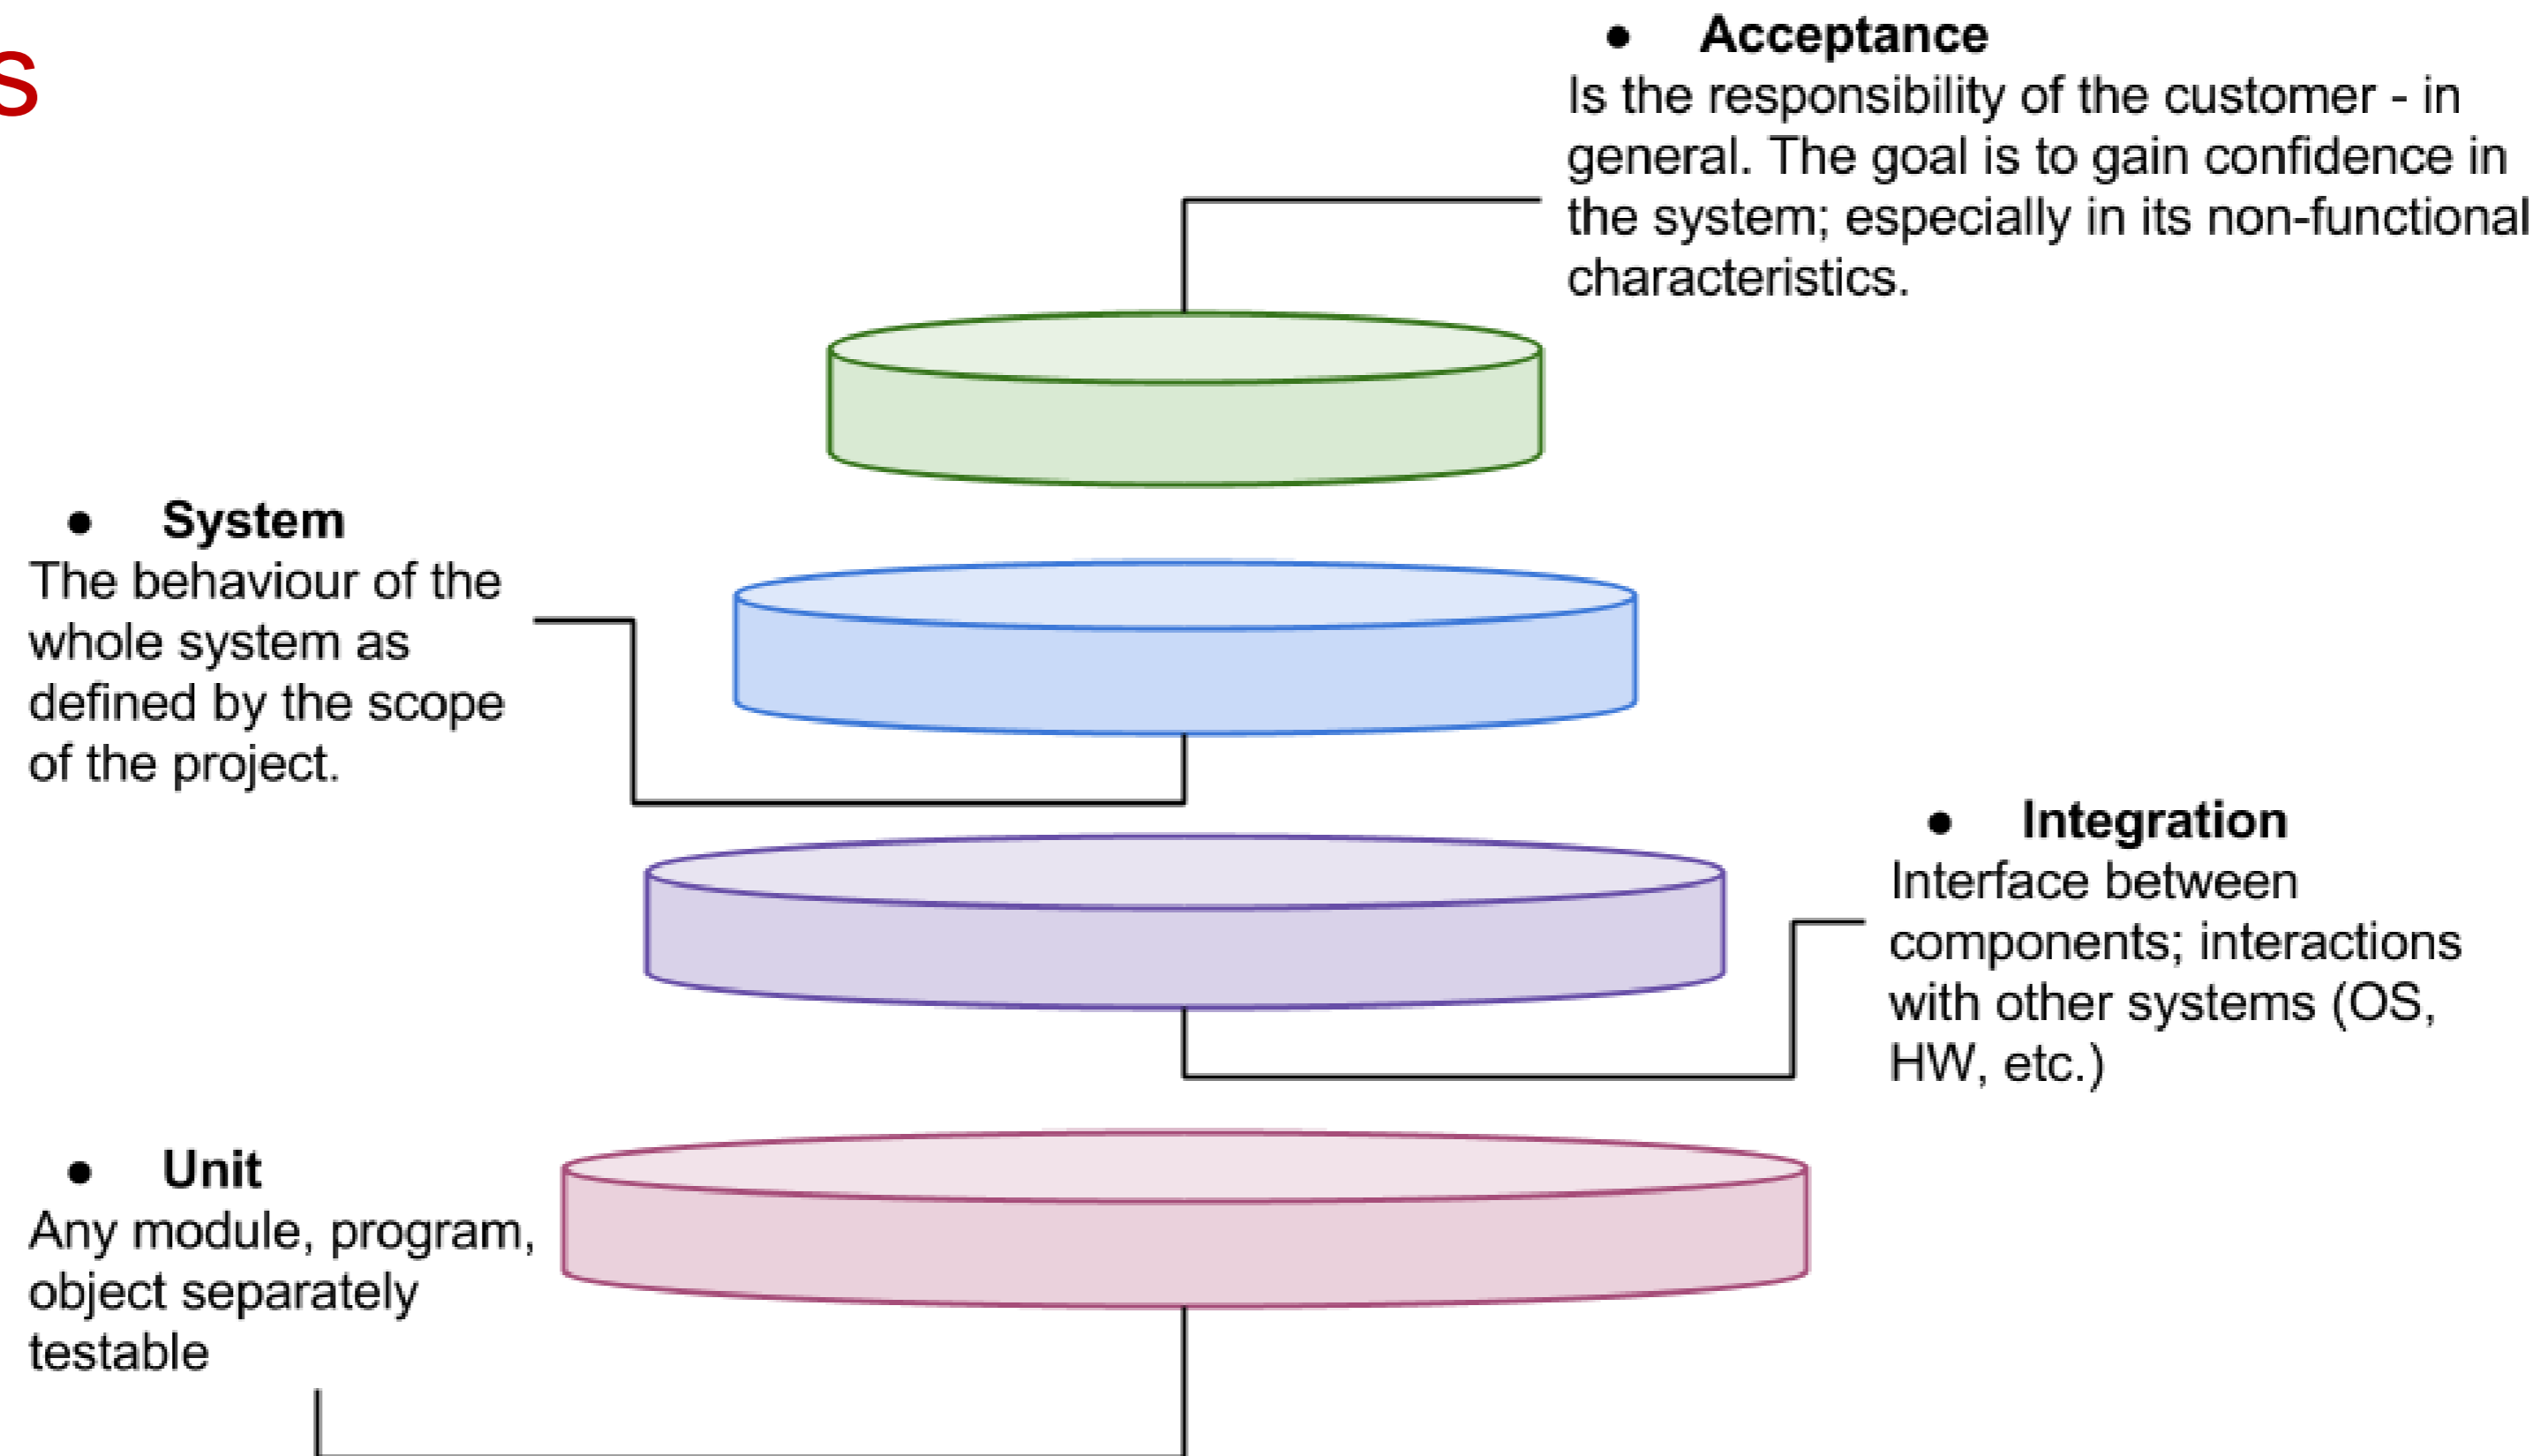 s
● Acceptance
Is the responsibility of the customer - in
general. The goal is to gain confidence in
the system; especially in its non-functional
characteristics.
● System
The behaviour of the
whole system as
defined by the scope
of the project.
● Integration
Interface between
components; interactions
with other systems (OS,
HW, etc.)
● Unit
Any module, program,
object separately
testable